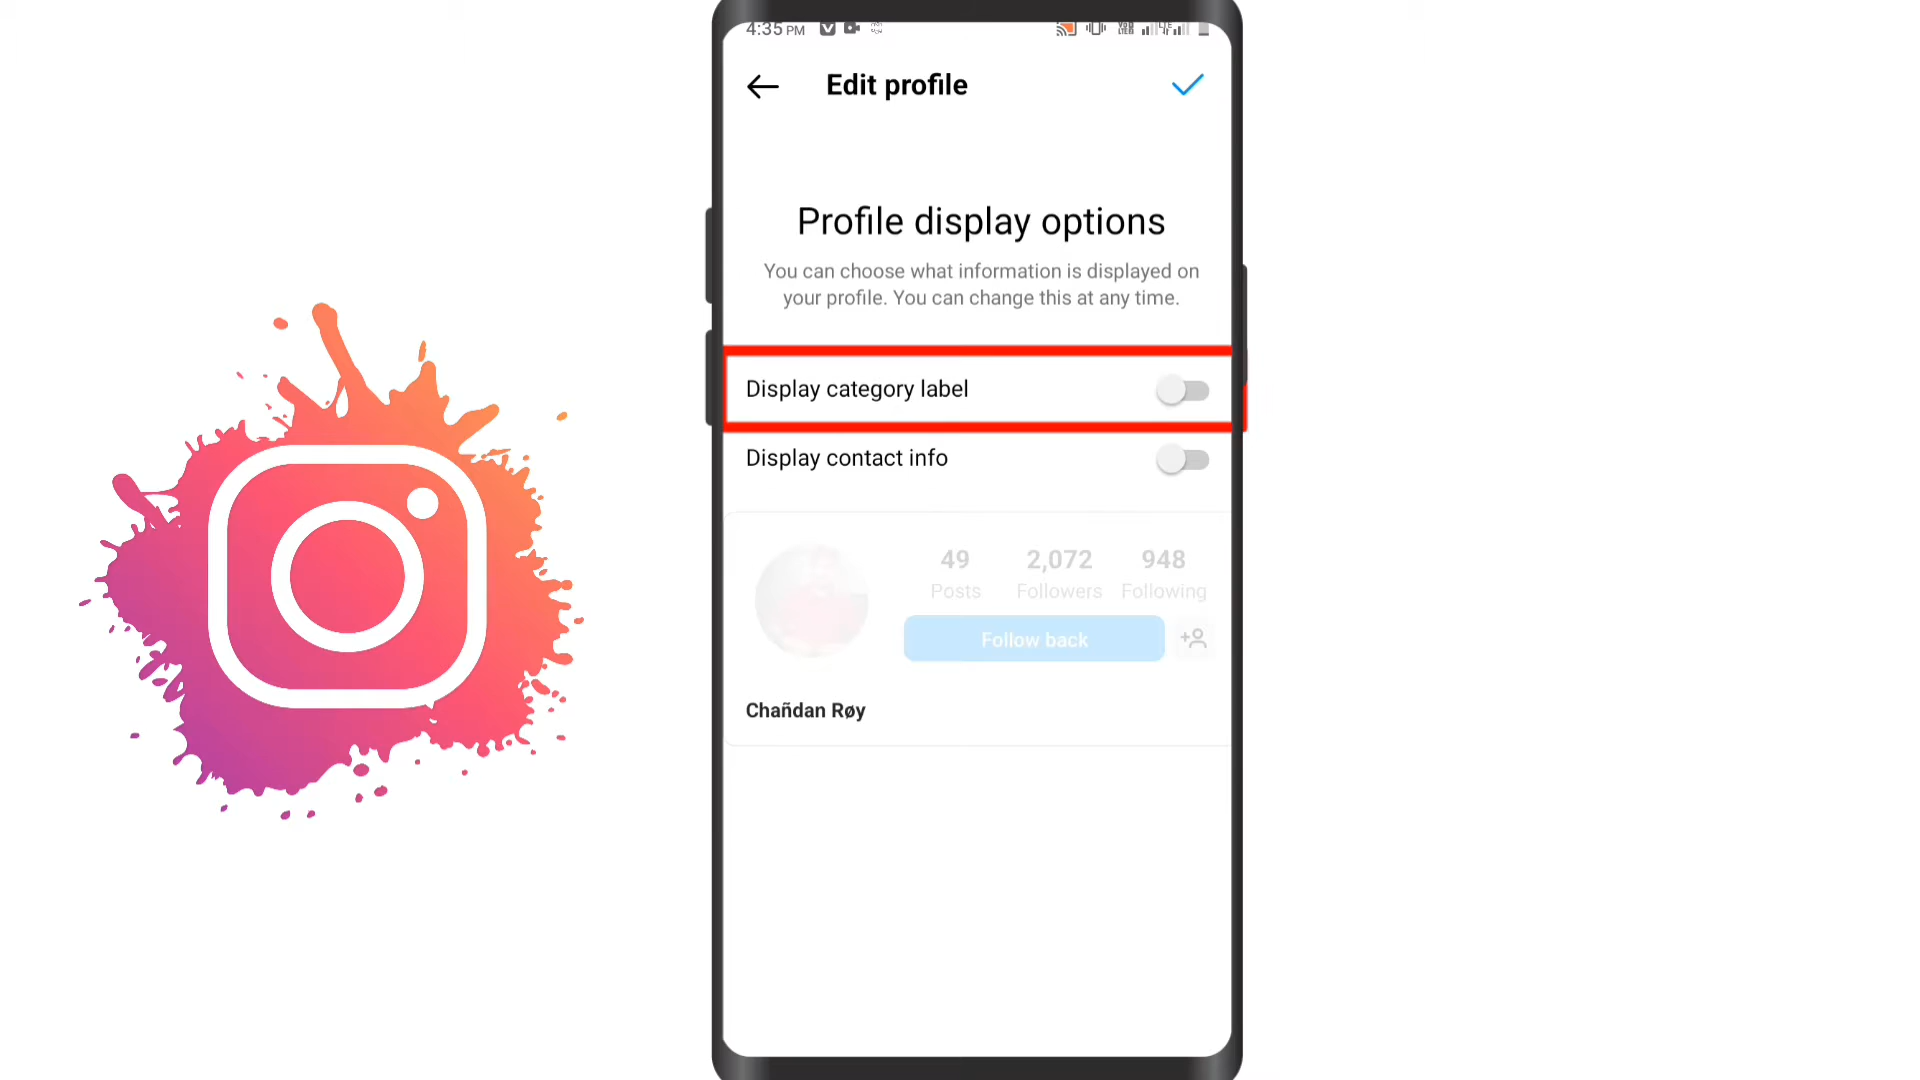 4:35 PM
Edit profile
Profile display options
You can choose what information is displayed on
your profile. You can change this at any time.
Display category label
Display contact info
49 2,072 948
Posts Followers Following
Follow back
Chañdan Røy